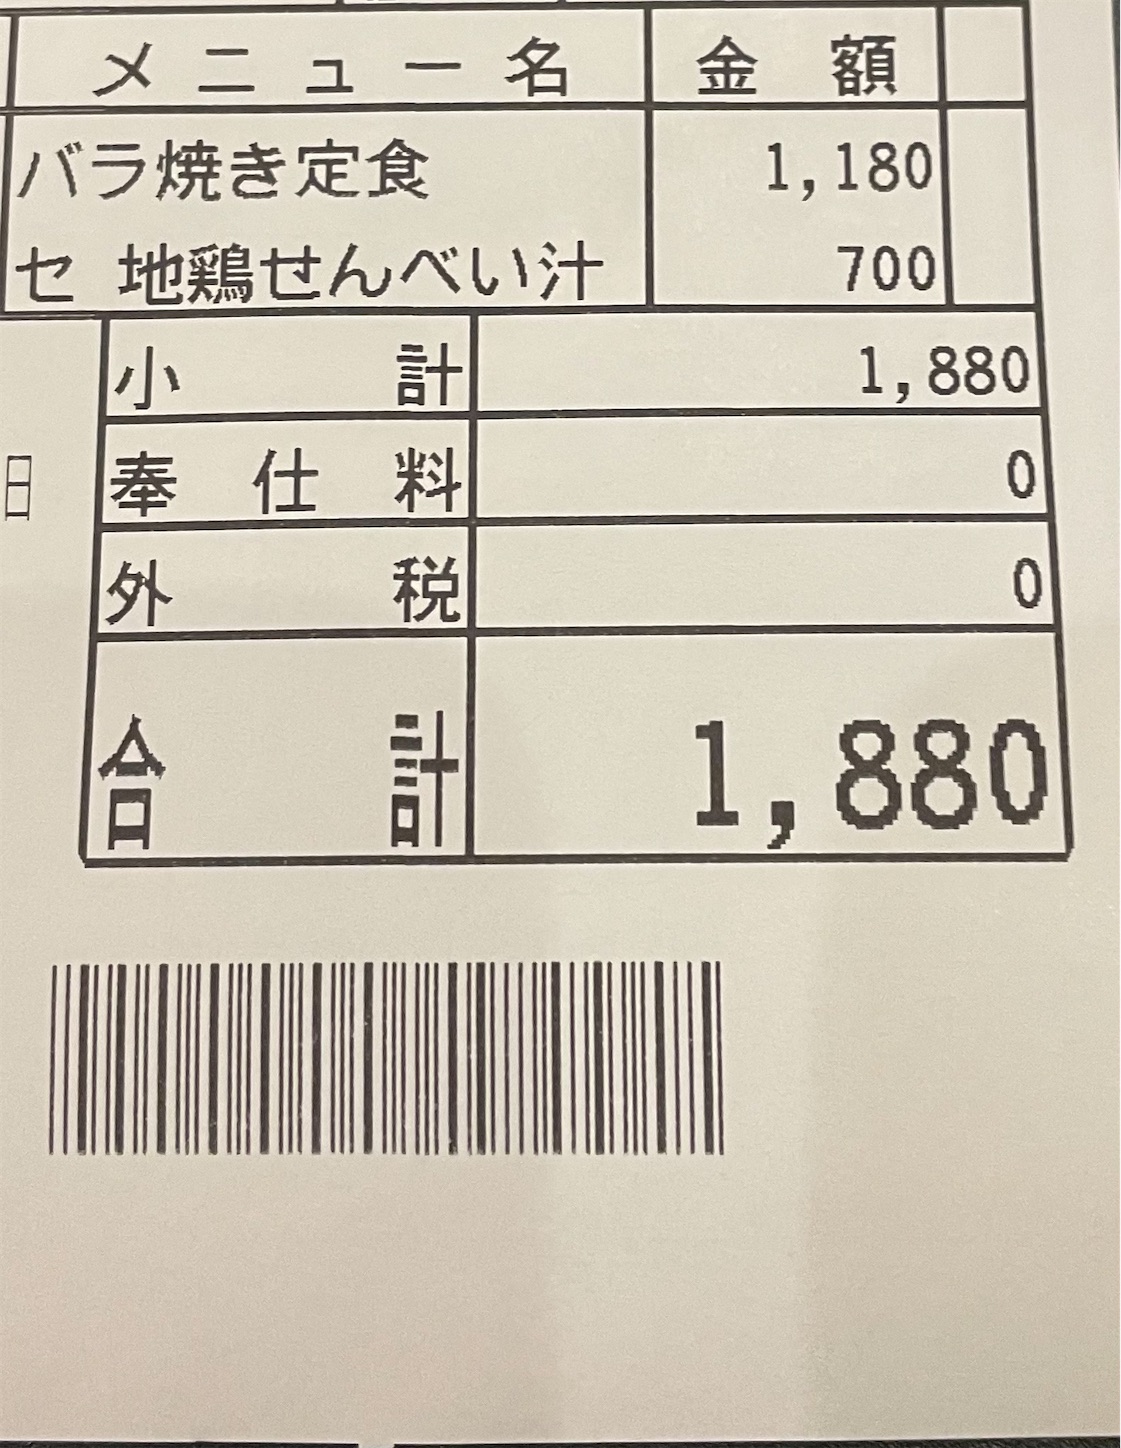 メニュー名 金額
バラ焼き定食 1,180
セ 地鶏せんべい汁 700
小計 1,880
日 奉仕料 0
外税 0
合計 1,880